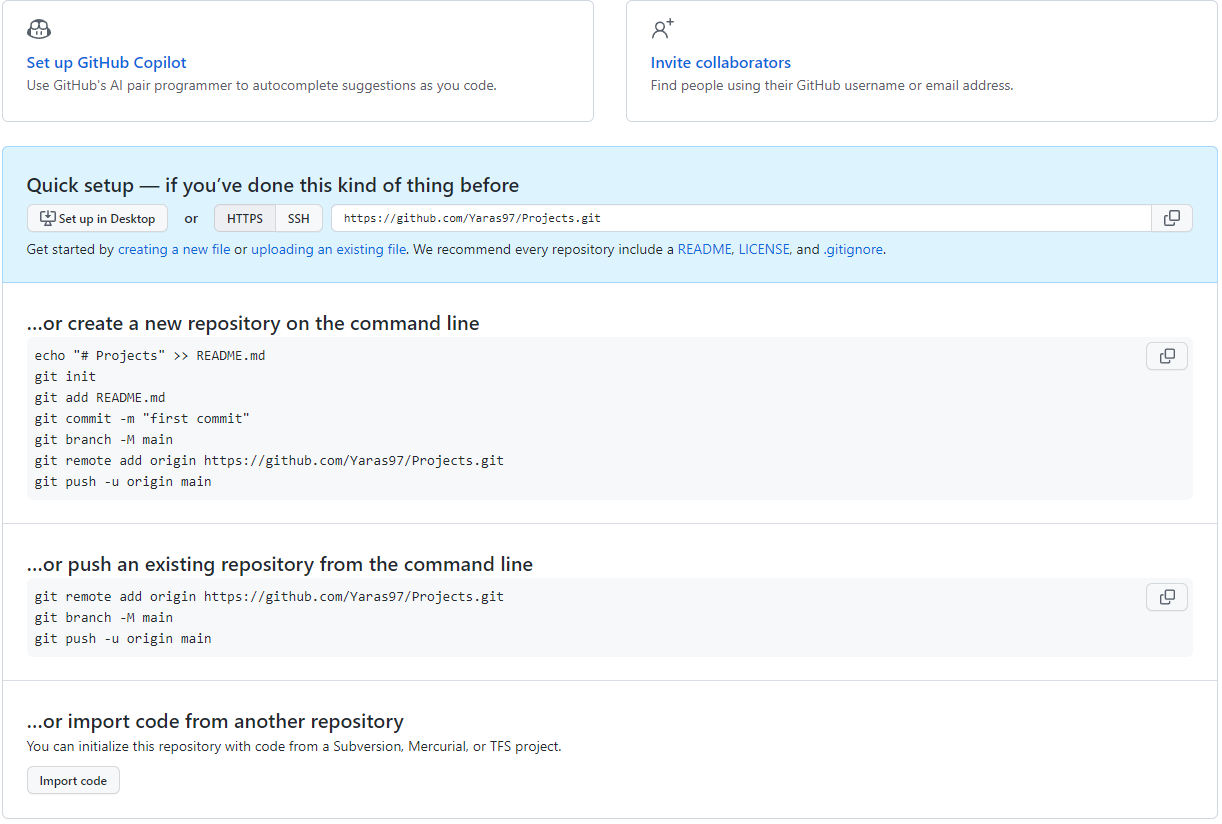 Set up GitHub Copilot
Use GitHub's AI pair programmer to autocomplete suggestions as you code.
Invite collaborators
Find people using their GitHub username or email address.
Quick setup — if you’ve done this kind of thing before
Set up in Desktop or HTTPS SSH https://github.com/Yaras97/Projects.git
Get started by creating a new file or uploading an existing file. We recommend every repository include a README, LICENSE, and .gitignore.
…or create a new repository on the command line
echo "# Projects" >> README.md
git init
git add README.md
git commit -m "first commit"
git branch -M main
git remote add origin https://github.com/Yaras97/Projects.git
git push -u origin main
…or push an existing repository from the command line
git remote add origin https://github.com/Yaras97/Projects.git
git branch -M main
git push -u origin main
…or import code from another repository
You can initialize this repository with code from a Subversion, Mercurial, or TFS project.
Import code